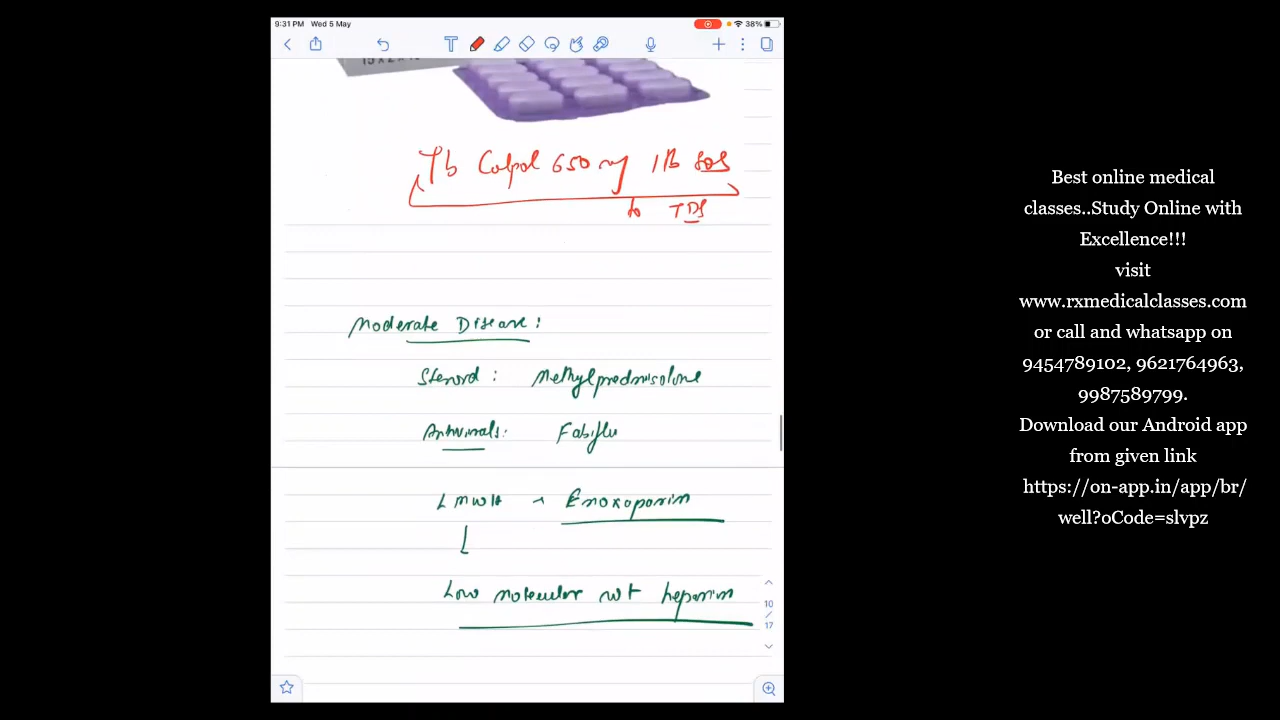 9:31 PM Wed 5 May
38%
15 x 2 x 1
Tb Calpol 650 mg 1 tb SOS
to TDS
Moderate Disease:
Steroid: Methylprednisolone
Antivirals: Fabiflu
LMWH → Enoxaparin
Low molecular wt heparin
10
17
Best online medical
classes..Study Online with
Excellence!!!
visit
www.rxmedicalclasses.com
or call and whatsapp on
9454789102, 9621764963,
9987589799.
Download our Android app
from given link
https://on-app.in/app/br/
well?oCode=slvpz